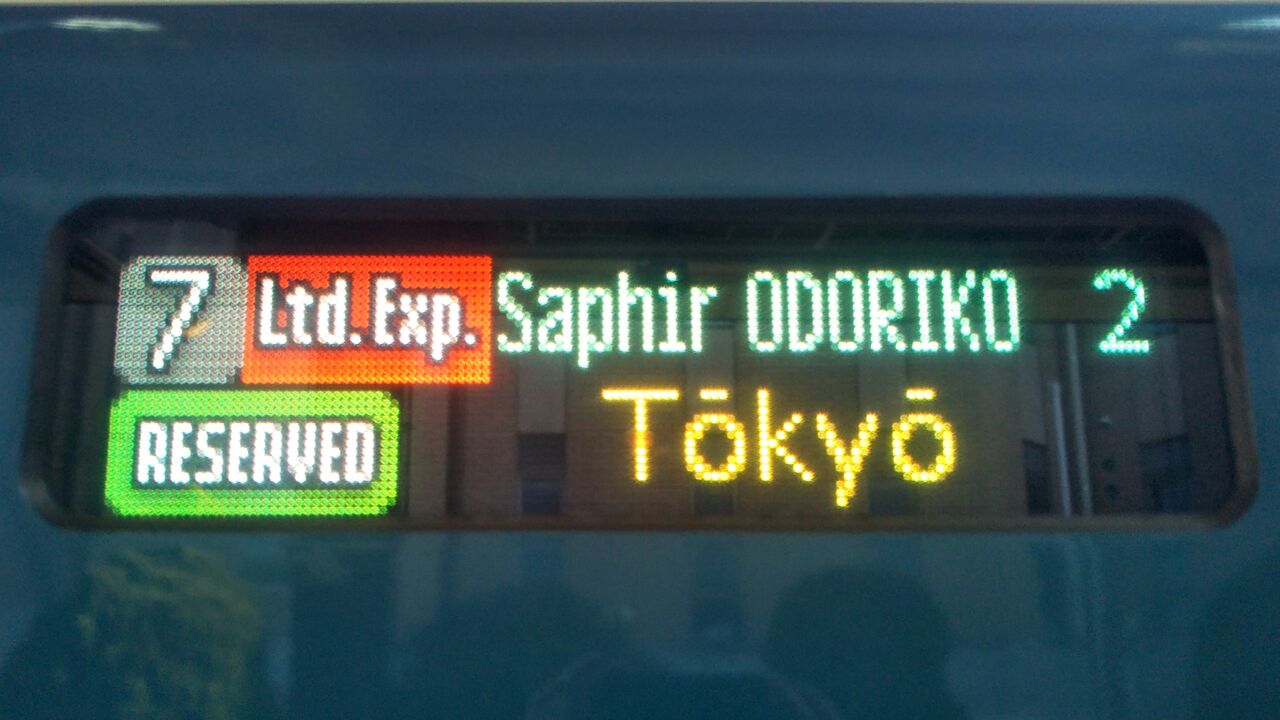 7 Ltd.Exp. Saphir ODORIKO 2
RESERVED Tōkyō